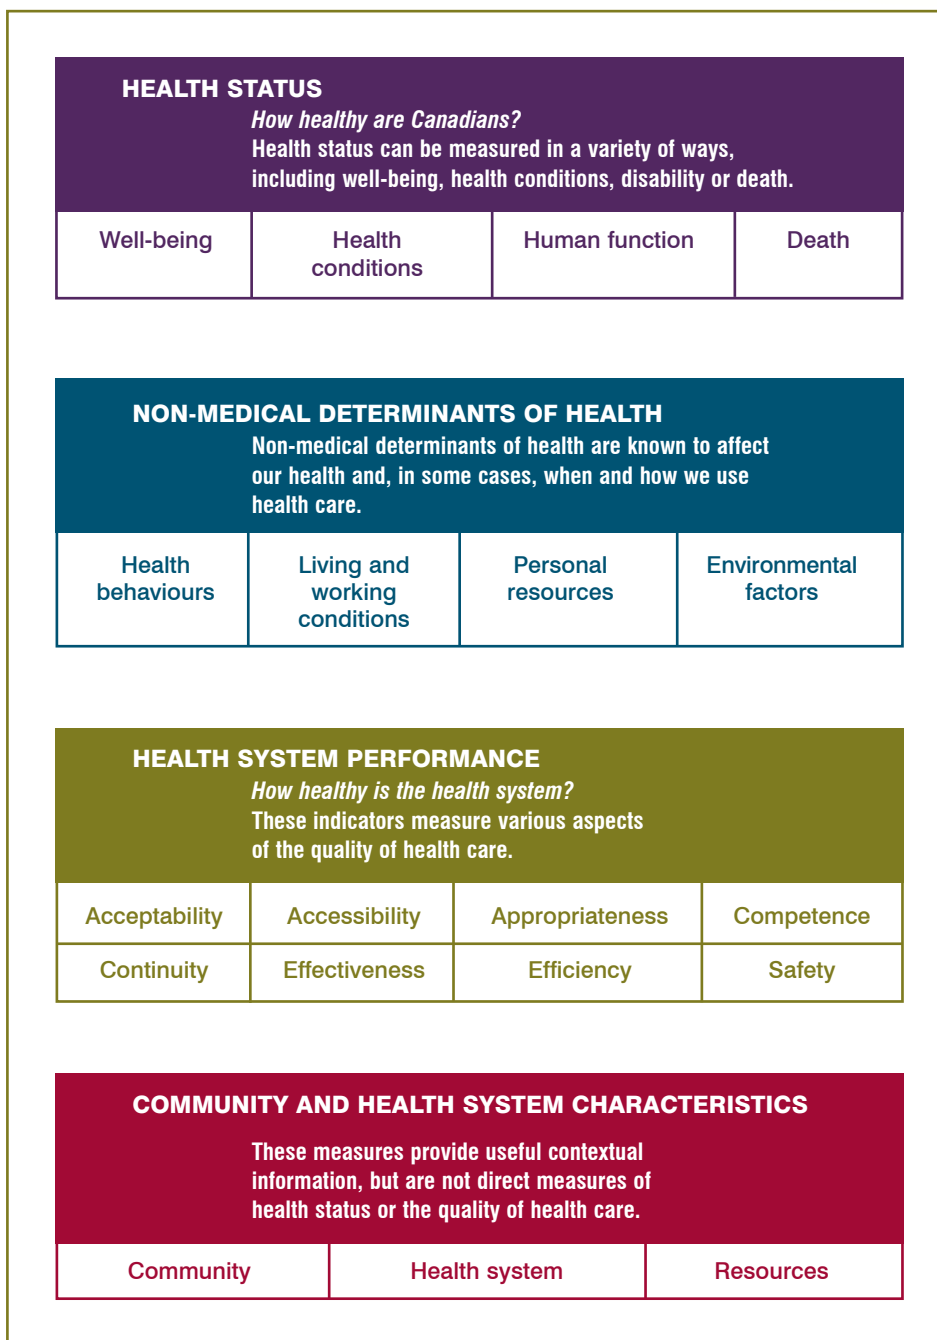 HEALTH STATUS
How healthy are Canadians?
Health status can be measured in a variety of ways,
including well-being, health conditions, disability or death.
Well-being
Health
conditions
Human function
Death
NON-MEDICAL DETERMINANTS OF HEALTH
Non-medical determinants of health are known to affect
our health and, in some cases, when and how we use
health care.
Health
behaviours
Living and
working
conditions
Personal
resources
Environmental
factors
HEALTH SYSTEM PERFORMANCE
How healthy is the health system?
These indicators measure various aspects
of the quality of health care.
Acceptability
Accessibility
Appropriateness
Competence
Continuity
Effectiveness
Efficiency
Safety
COMMUNITY AND HEALTH SYSTEM CHARACTERISTICS
These measures provide useful contextual
information, but are not direct measures of
health status or the quality of health care.
Community
Health system
Resources